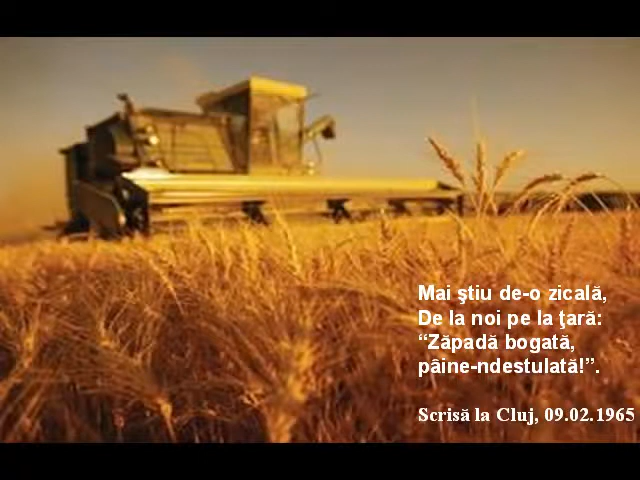 Mai ştiu de-o zicală,
De la noi pe la ţară:
“Zăpadă bogată,
pâine-ndestulată!”.
Scrisă la Cluj, 09.02.1965